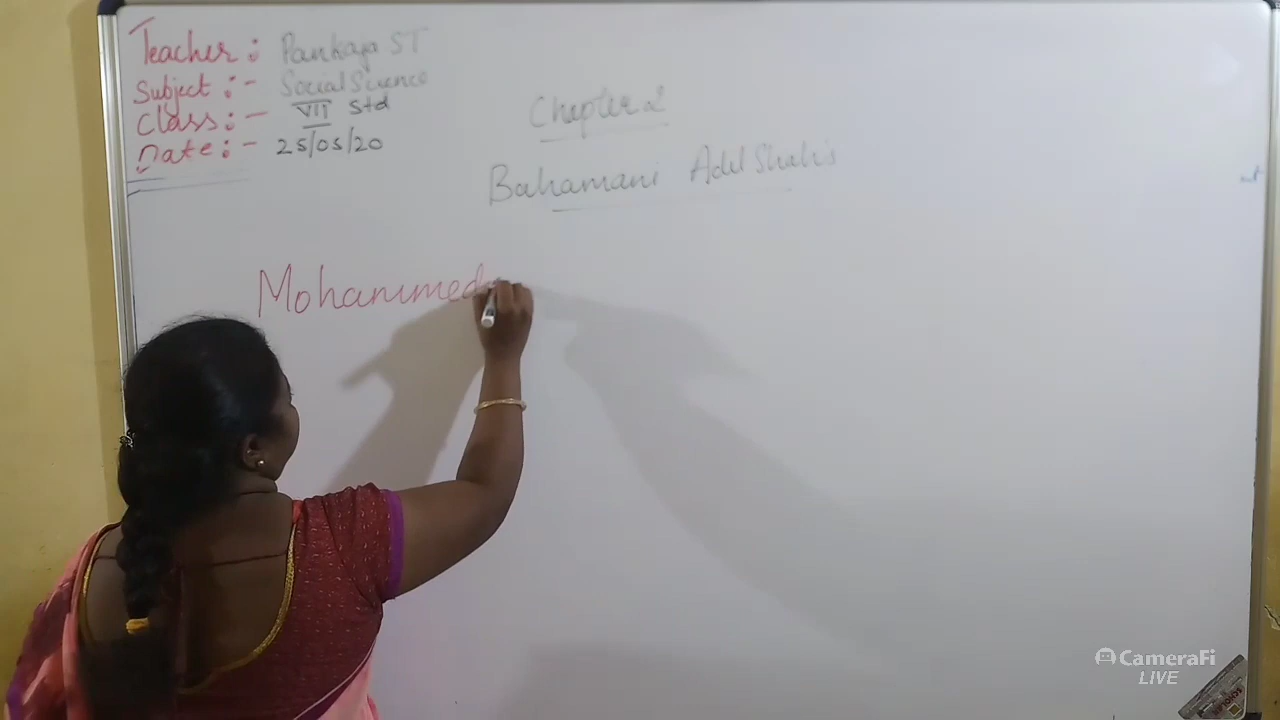 Teacher : Pankaja ST
Subject :- Social Science
Class :- VII Std
Date :- 25/05/20
Chapter 2
Bahamani Adil Shahis
Mohammed
CameraFi
LIVE